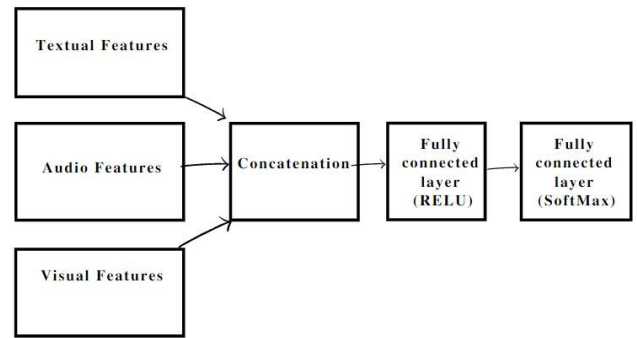 Textual Features
Audio Features
Visual Features
Concatenation
Fully
connected
layer
(RELU)
Fully
connected
layer
(SoftMax)